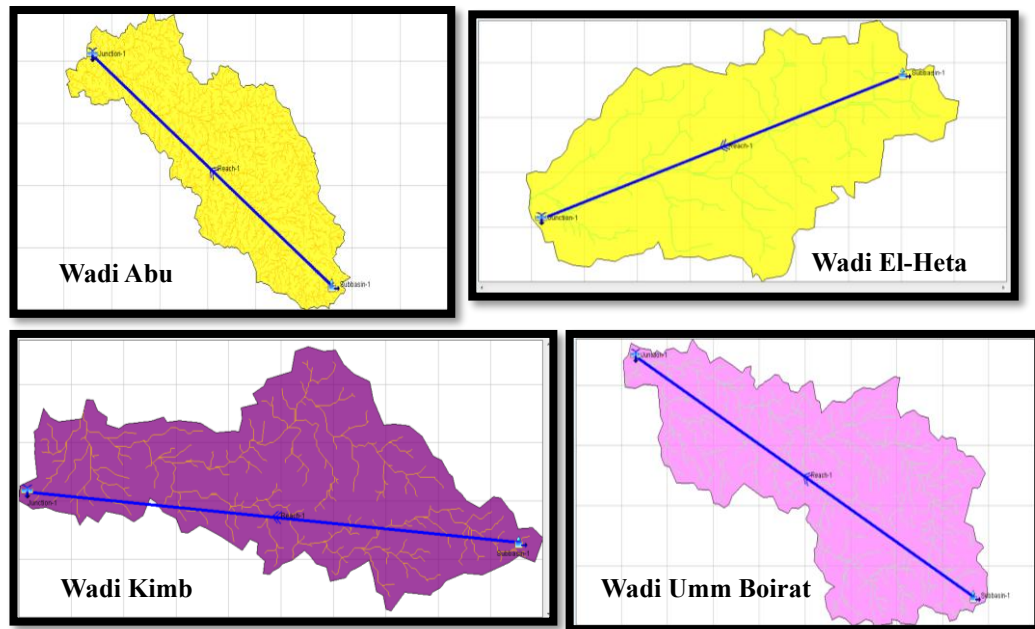 Junction-1
Reach-1
Subbasin-1
Wadi Abu
Subbasin-1
Reach-1
Junction-1
Wadi El-Heta
Junction-1
Reach-1
Subbasin-1
Wadi Kimb
Junction-1
Reach-1
Subbasin-1
Wadi Umm Boirat